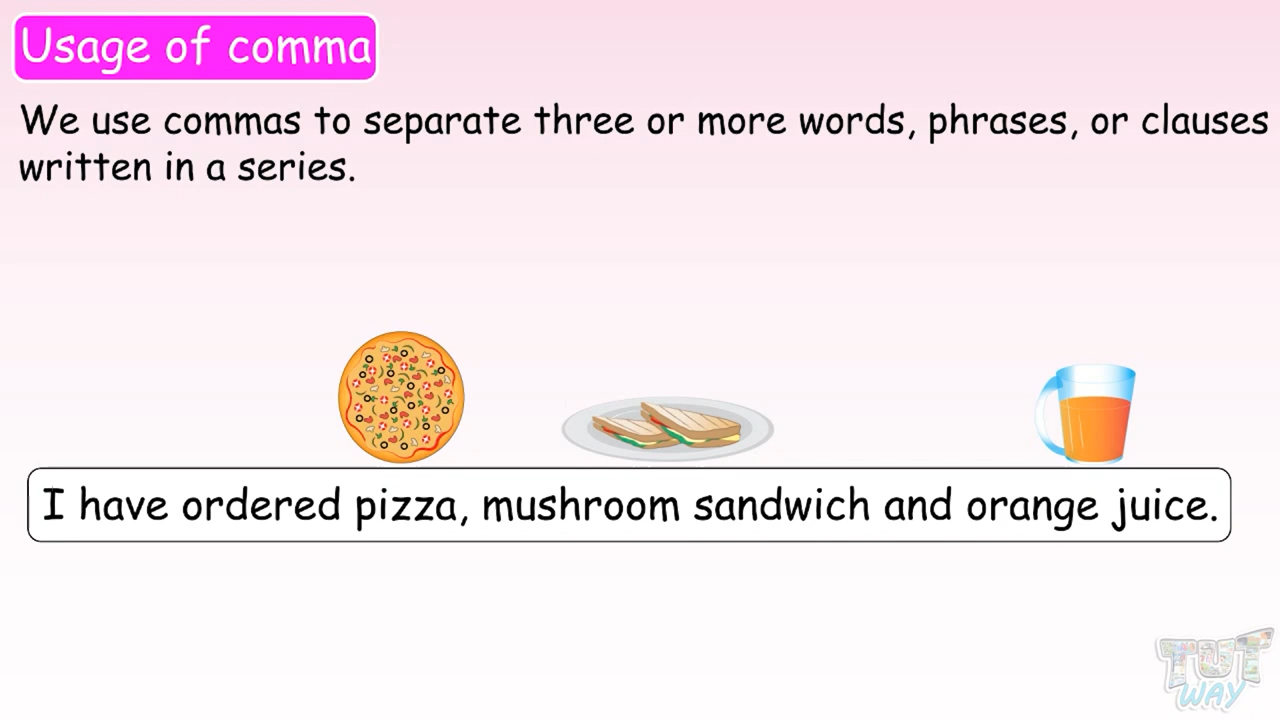 Usage of comma
We use commas to separate three or more words, phrases, or clauses
written in a series.
I have ordered pizza, mushroom sandwich and orange juice.
TUT
WAY